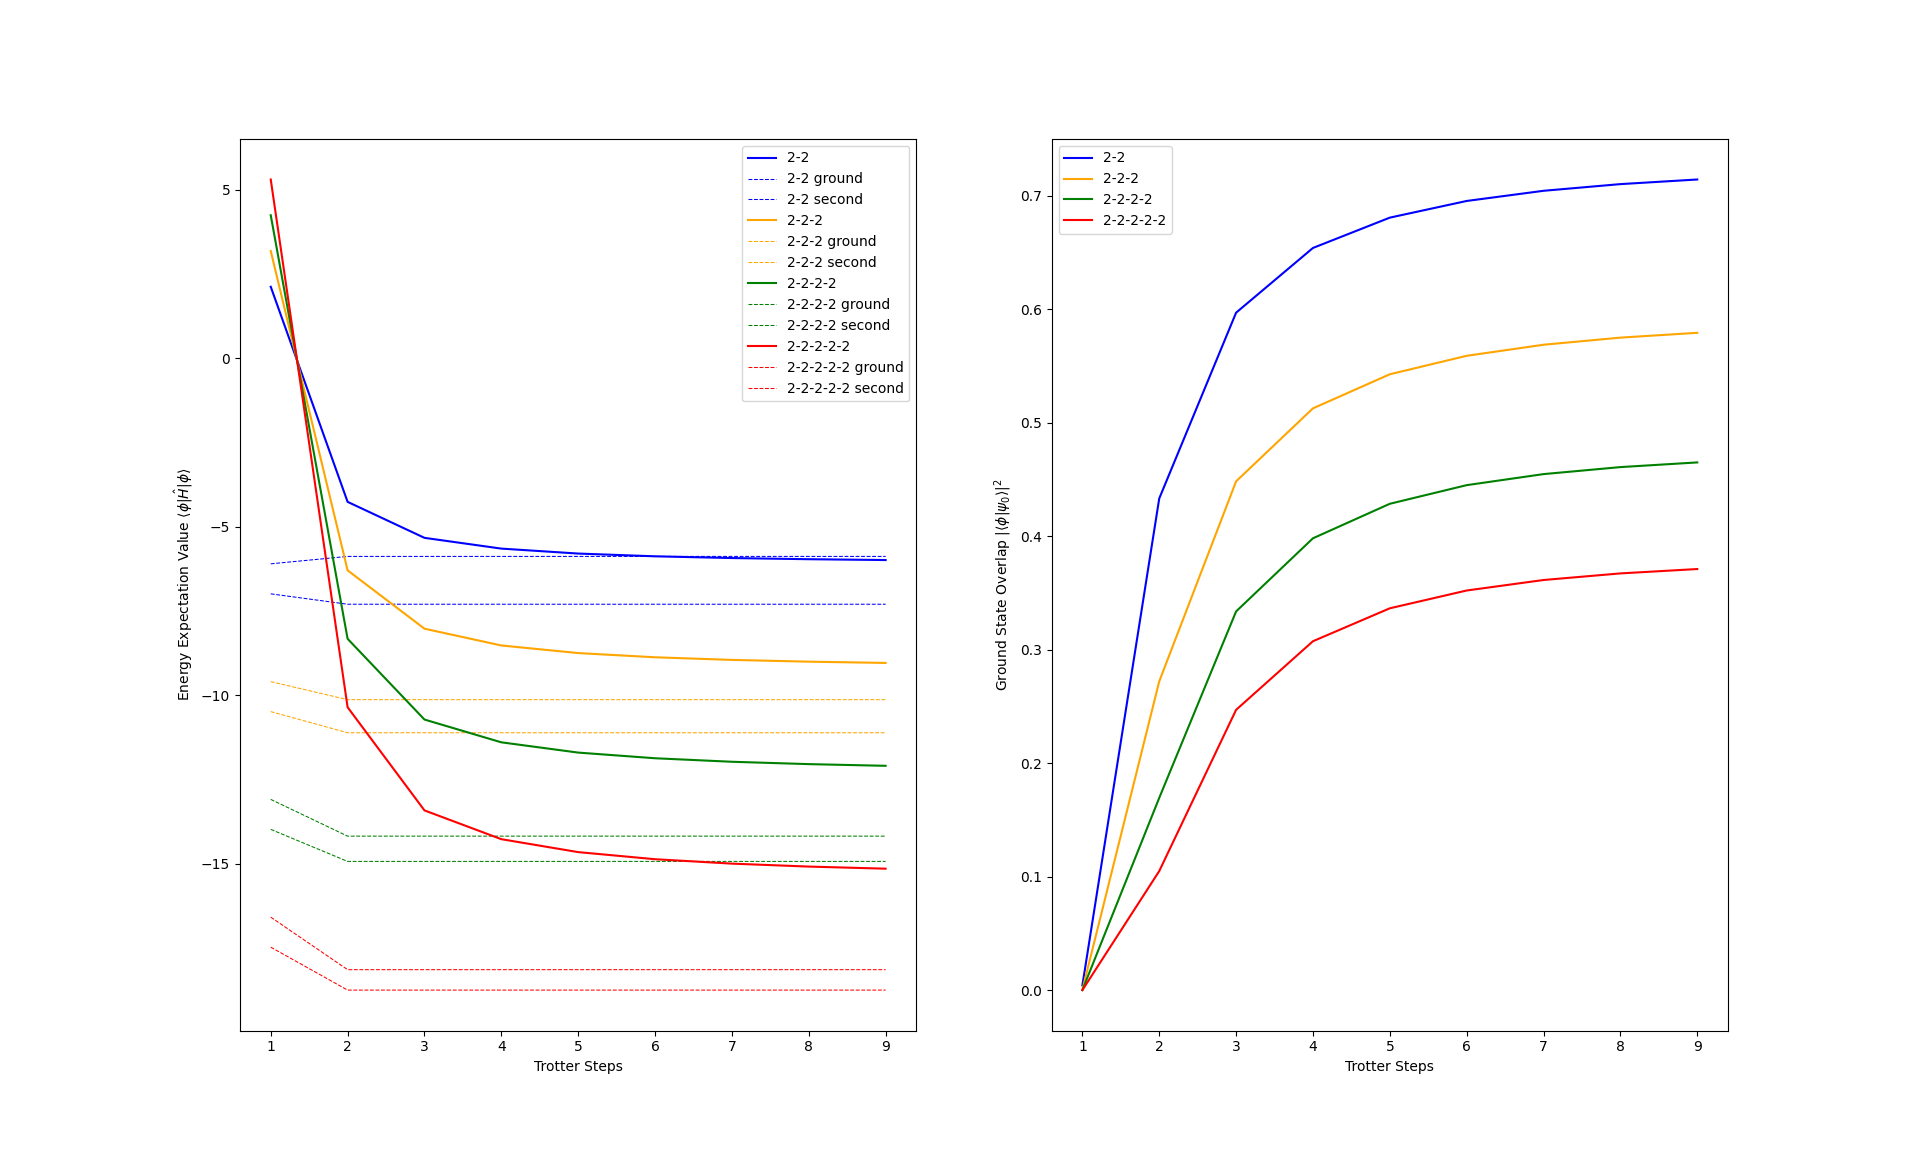 5
0
−5
−10
−15
1 2 3 4 5 6 7 8 9
Trotter Steps
Energy Expectation Value ⟨ϕ|Ĥ|ϕ⟩
2-2
2-2 ground
2-2 second
2-2-2
2-2-2 ground
2-2-2 second
2-2-2-2
2-2-2-2 ground
2-2-2-2 second
2-2-2-2-2
2-2-2-2-2 ground
2-2-2-2-2 second
0.7
0.6
0.5
0.4
0.3
0.2
0.1
0.0
1 2 3 4 5 6 7 8 9
Trotter Steps
Ground State Overlap |⟨ϕ|ψ₀⟩|²
2-2
2-2-2
2-2-2-2
2-2-2-2-2